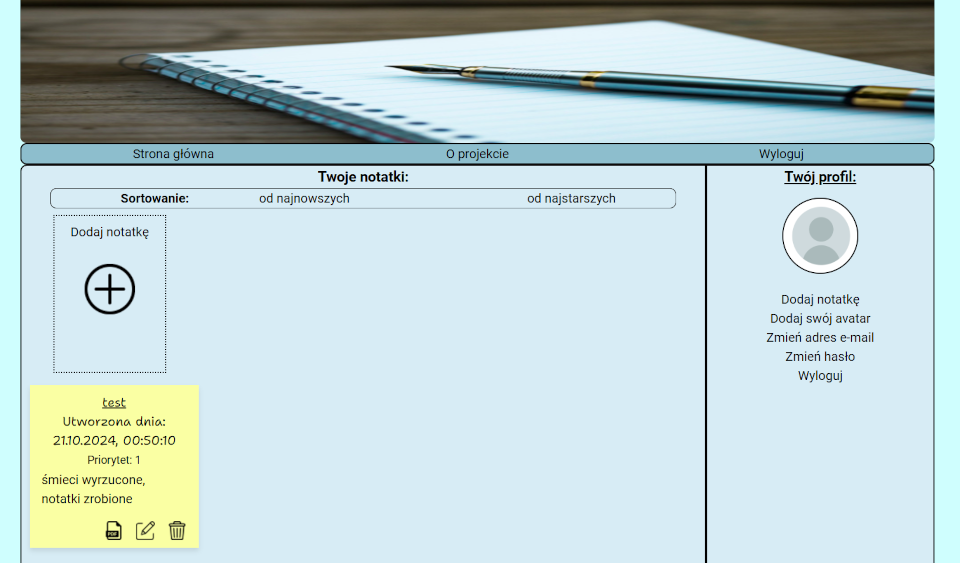 Strona główna
O projekcie
Wyloguj
Twoje notatki:
Sortowanie:
od najnowszych
od najstarszych
Dodaj notatkę
test
Utworzona dnia:
21.10.2024, 00:50:10
Priorytet: 1
śmieci wyrzucone,
notatki zrobione
PDF
Twój profil:
Dodaj notatkę
Dodaj swój avatar
Zmień adres e-mail
Zmień hasło
Wyloguj